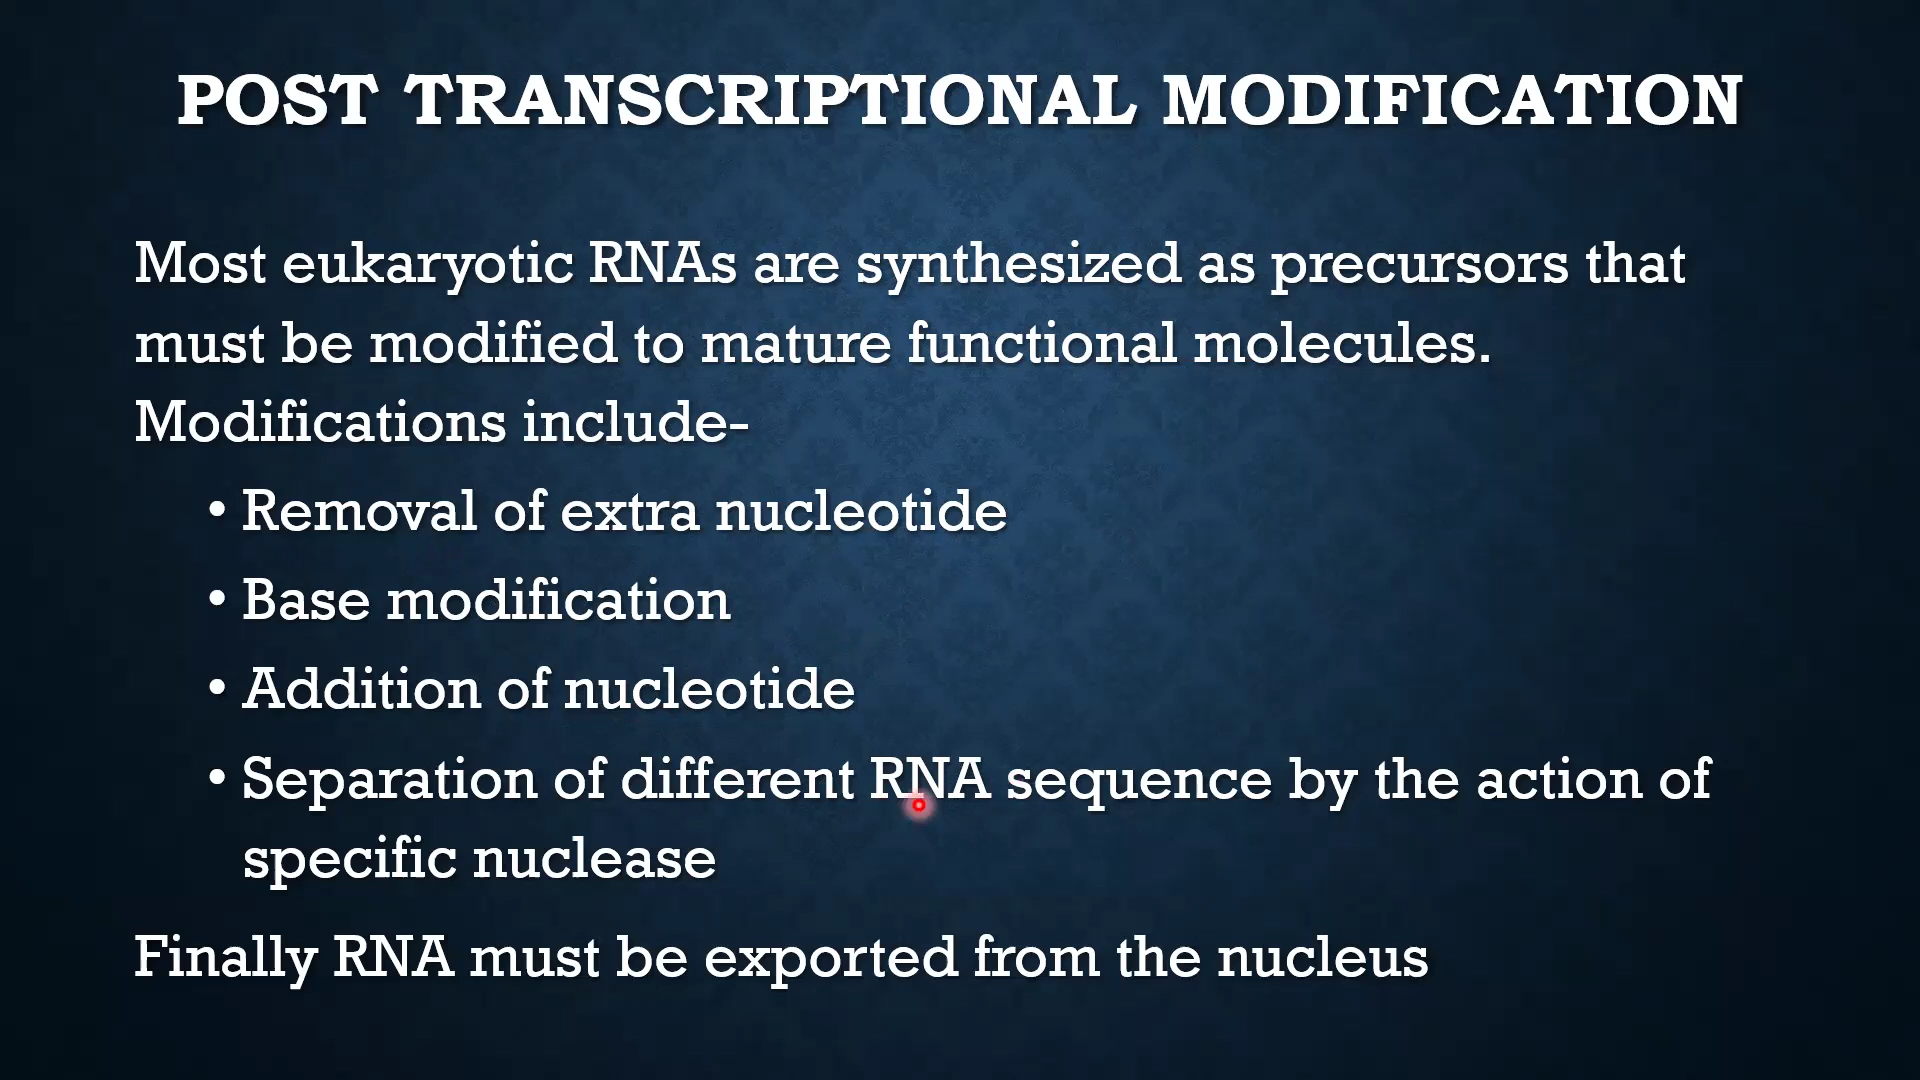 POST TRANSCRIPTIONAL MODIFICATION
Most eukaryotic RNAs are synthesized as precursors that
must be modified to mature functional molecules.
Modifications include-
• Removal of extra nucleotide
• Base modification
• Addition of nucleotide
• Separation of different RNA sequence by the action of
specific nuclease
Finally RNA must be exported from the nucleus